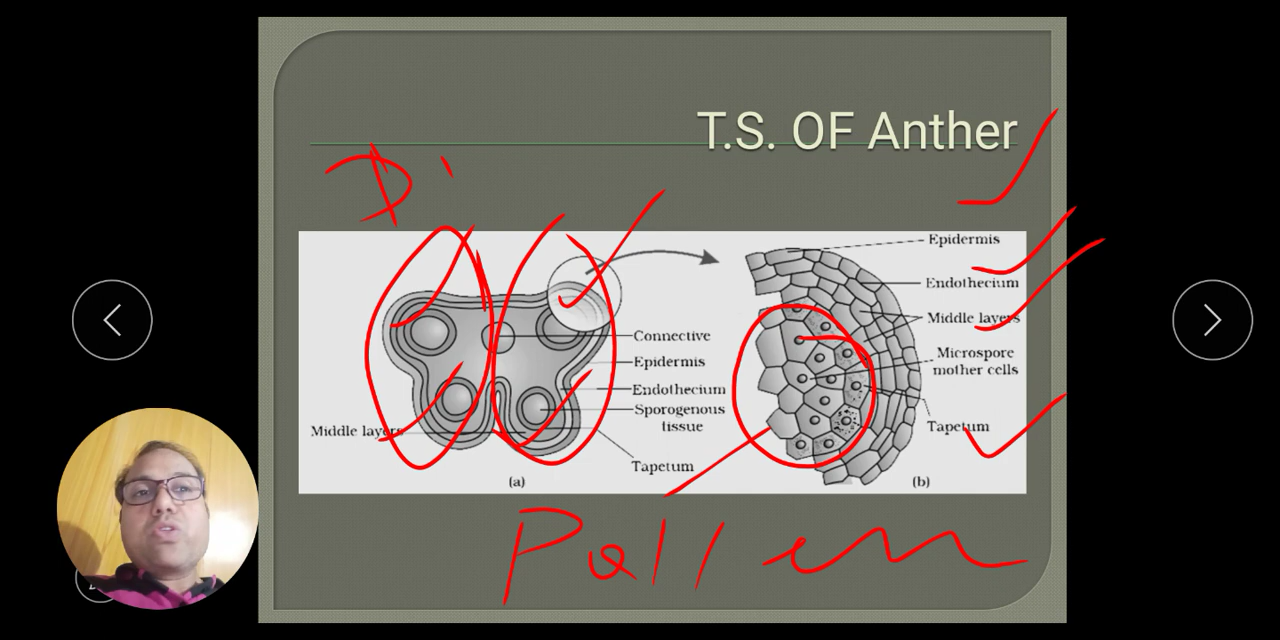 T.S. OF Anther
Di
Epidermis
Endothecium
Middle layers
Microspore
mother cells
Tapetum
Connective
Epidermis
Endothecium
Sporogenous
tissue
Middle layers
Tapetum
(a)
(b)
Pollen